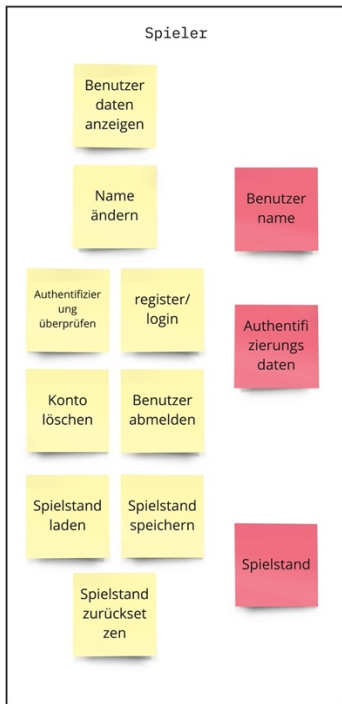 Spieler
Benutzer
daten
anzeigen
Name
ändern
Benutzer
name
Authentifizier
ung
überprüfen
register/
login
Authentifi
zierungs
daten
Konto
löschen
Benutzer
abmelden
Spielstand
laden
Spielstand
speichern
Spielstand
Spielstand
zurückset
zen